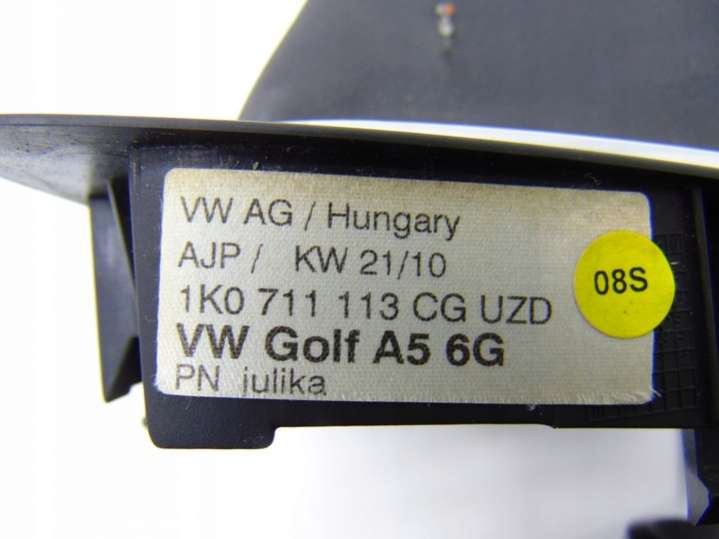 VW AG / Hungary
AJP / KW 21/10
1K0 711 113 CG UZD
VW Golf A5 6G
PN julika
08S